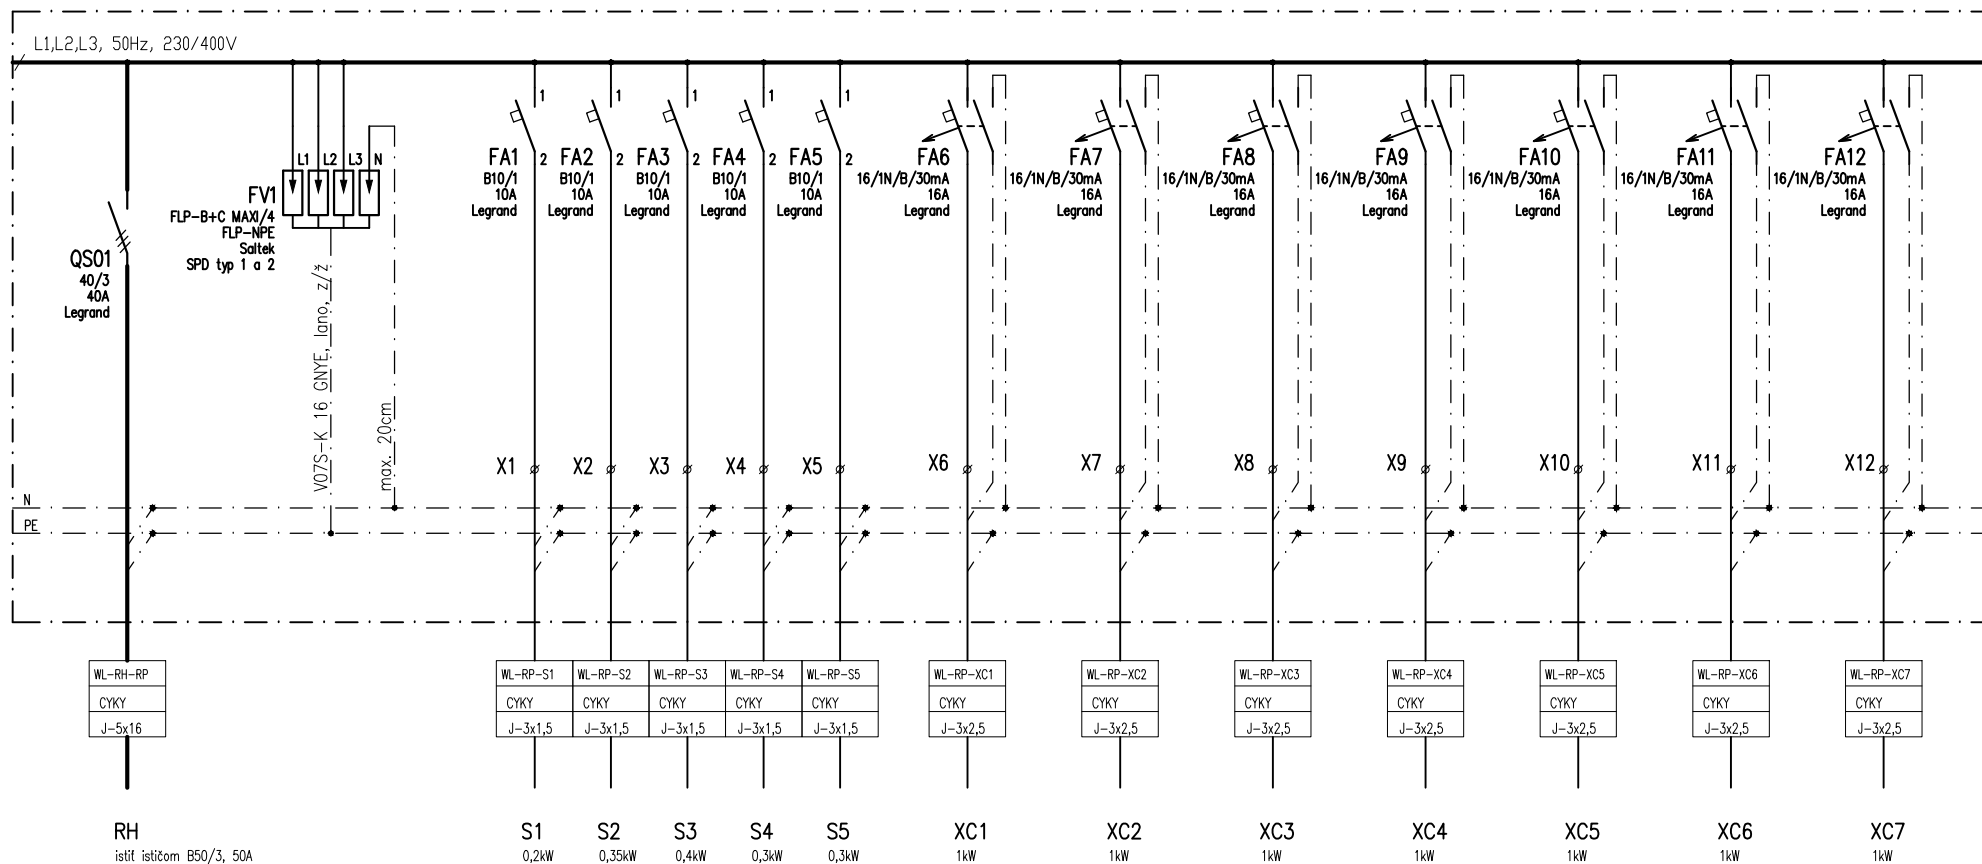 L1,L2,L3, 50Hz, 230/400V
QS01
40/3
40A
Legrand
L1
L2
L3
N
FV1
FLP-B+C MAXI/4
FLP-NPE
Saltek
SPD typ 1 a 2
V07S-K 16 GNYE, lano, z/ž
max. 20cm
1
2
FA1
B10/1
10A
Legrand
1
2
FA2
B10/1
10A
Legrand
1
2
FA3
B10/1
10A
Legrand
1
2
FA4
B10/1
10A
Legrand
1
2
FA5
B10/1
10A
Legrand
FA6
16/1N/B/30mA
16A
Legrand
FA7
16/1N/B/30mA
16A
Legrand
FA8
16/1N/B/30mA
16A
Legrand
FA9
16/1N/B/30mA
16A
Legrand
FA10
16/1N/B/30mA
16A
Legrand
FA11
16/1N/B/30mA
16A
Legrand
FA12
16/1N/B/30mA
16A
Legrand
X1
X2
X3
X4
X5
X6
X7
X8
X9
X10
X11
X12
N
PE
WL-RH-RP
CYKY
J-5x16
WL-RP-S1
CYKY
J-3x1,5
WL-RP-S2
CYKY
J-3x1,5
WL-RP-S3
CYKY
J-3x1,5
WL-RP-S4
CYKY
J-3x1,5
WL-RP-S5
CYKY
J-3x1,5
WL-RP-XC1
CYKY
J-3x2,5
WL-RP-XC2
CYKY
J-3x2,5
WL-RP-XC3
CYKY
J-3x2,5
WL-RP-XC4
CYKY
J-3x2,5
WL-RP-XC5
CYKY
J-3x2,5
WL-RP-XC6
CYKY
J-3x2,5
WL-RP-XC7
CYKY
J-3x2,5
RH
istiť ističom B50/3, 50A
S1
0,2kW
S2
0,35kW
S3
0,4kW
S4
0,3kW
S5
0,3kW
XC1
1kW
XC2
1kW
XC3
1kW
XC4
1kW
XC5
1kW
XC6
1kW
XC7
1kW